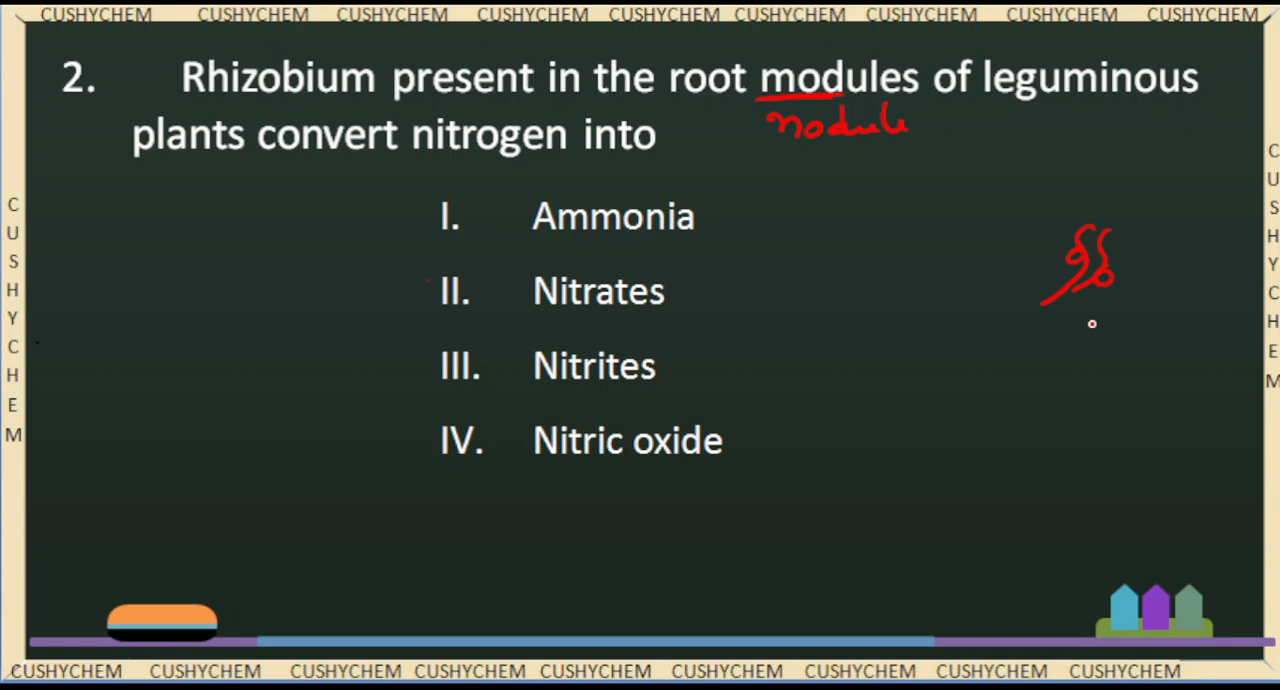 CUSHYCHEM CUSHYCHEM CUSHYCHEM CUSHYCHEM CUSHYCHEM CUSHYCHEM CUSHYCHEM CUSHYCHEM CUSHYCHEM
2. Rhizobium present in the root modules of leguminous
nodule
plants convert nitrogen into
I. Ammonia
II. Nitrates
III. Nitrites
IV. Nitric oxide
CUSHYCHEM
CUSHYCHEM
CUSHYCHEM CUSHYCHEM CUSHYCHEM CUSHYCHEM CUSHYCHEM CUSHYCHEM CUSHYCHEM CUSHYCHEM CUSHYCHEM